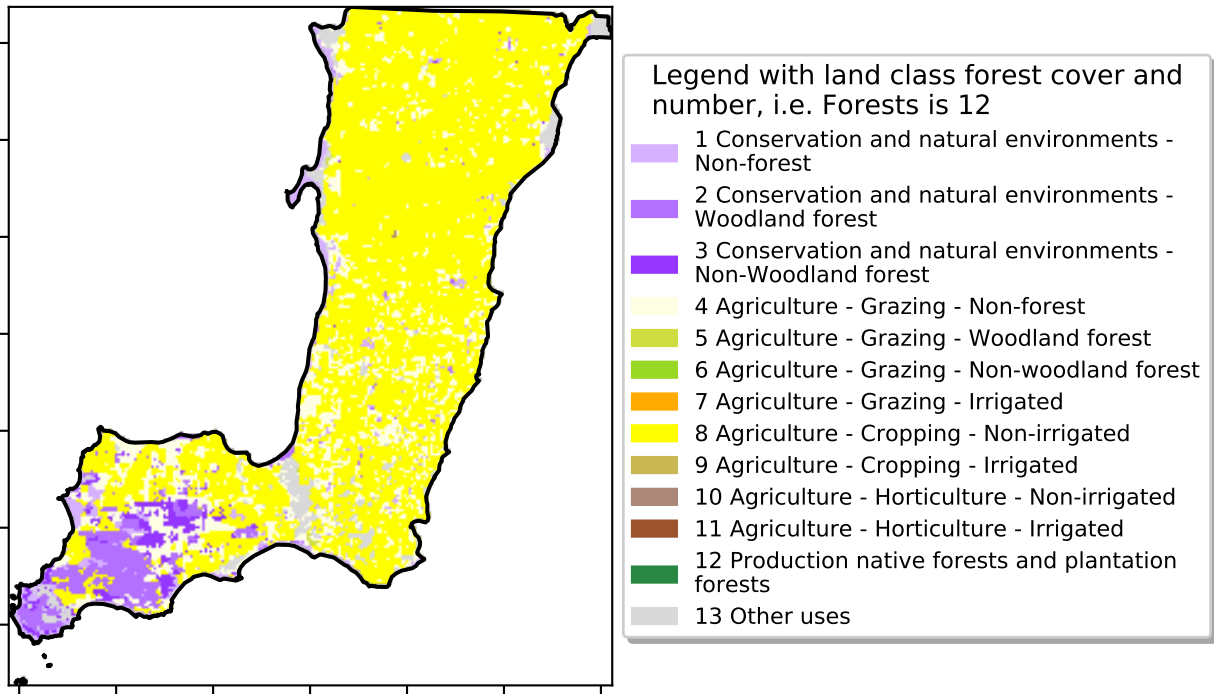 Legend with land class forest cover and
number, i.e. Forests is 12
1 Conservation and natural environments -
Non-forest
2 Conservation and natural environments -
Woodland forest
3 Conservation and natural environments -
Non-Woodland forest
4 Agriculture - Grazing - Non-forest
5 Agriculture - Grazing - Woodland forest
6 Agriculture - Grazing - Non-woodland forest
7 Agriculture - Grazing - Irrigated
8 Agriculture - Cropping - Non-irrigated
9 Agriculture - Cropping - Irrigated
10 Agriculture - Horticulture - Non-irrigated
11 Agriculture - Horticulture - Irrigated
12 Production native forests and plantation
forests
13 Other uses